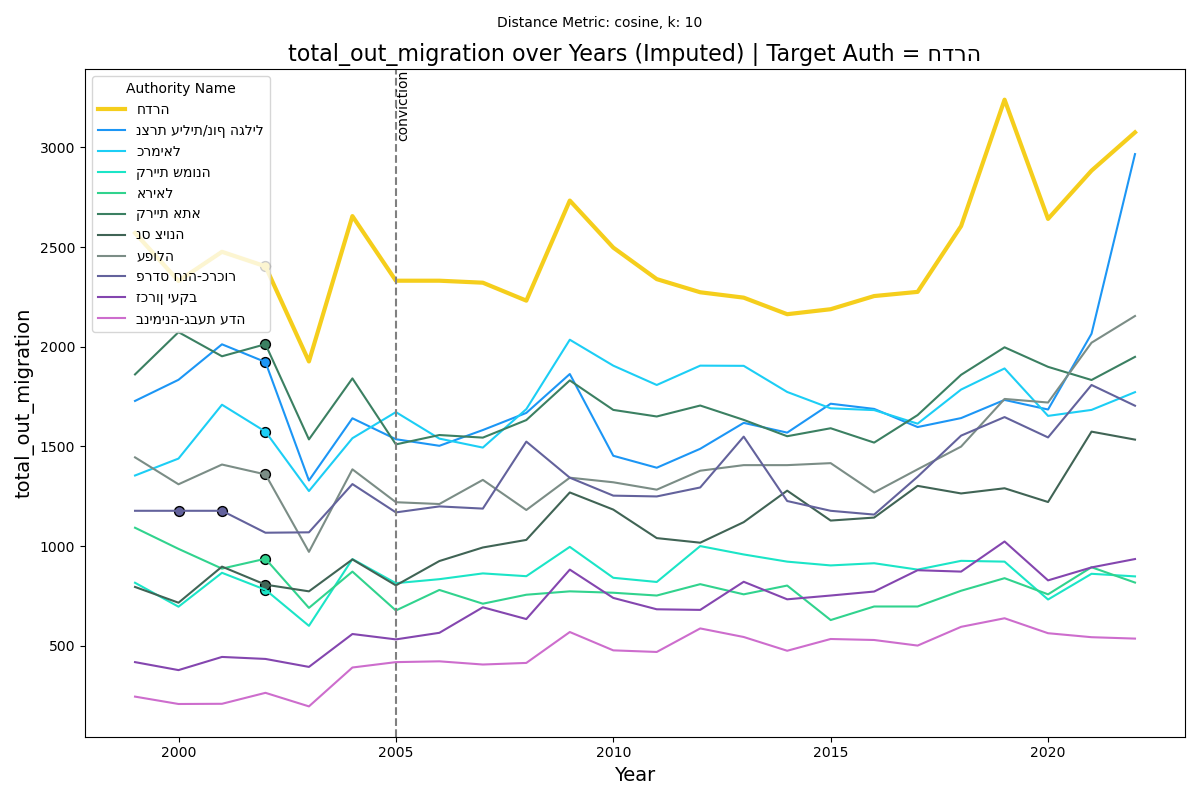 Distance Metric: cosine, k: 10
total_out_migration over Years (Imputed) | Target Auth = חדרה
Authority Name
חדרה
נצרת עילית/נוף הגליל
כרמיאל
קריית שמונה
אריאל
קריית אתא
נס ציונה
עפולה
פרדס חנה-כרכור
זכרון יעקב
בנימינה-גבעת עדה
conviction
3000
2500
2000
1500
1000
500
total_out_migration
2000 2005 2010 2015 2020
Year